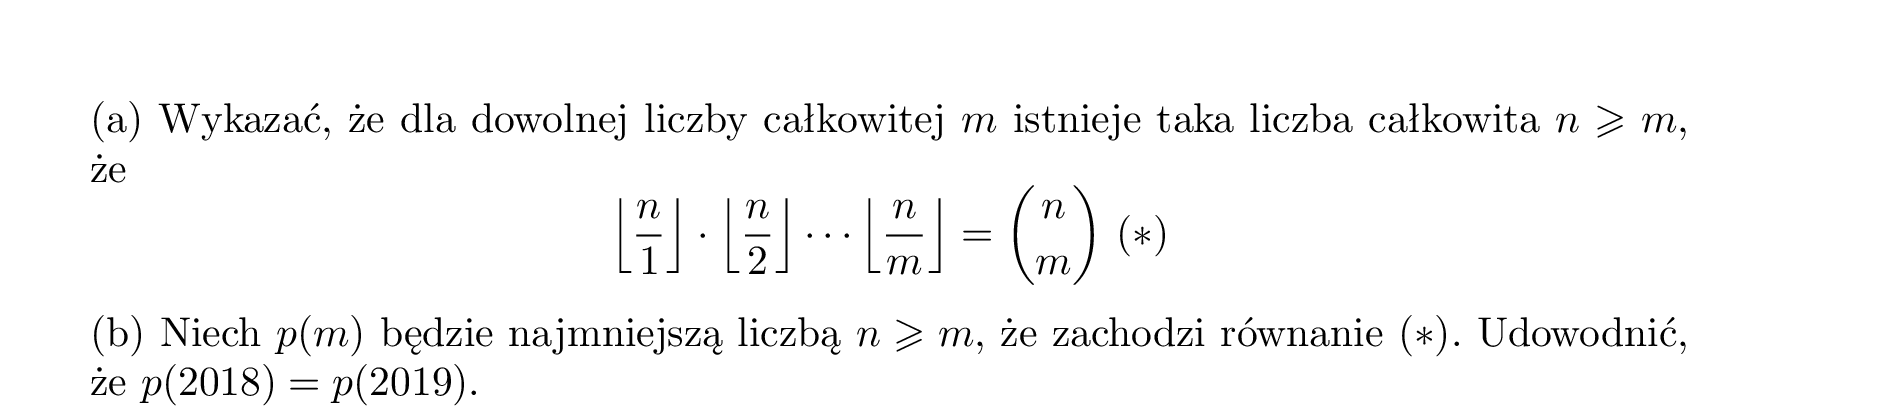 (a) Wykazać, że dla dowolnej liczby całkowitej m istnieje taka liczba całkowita n ⩾ m,
że
⌊n/1⌋ · ⌊n/2⌋ ··· ⌊n/m⌋ = (n m) (∗)
(b) Niech p(m) będzie najmniejszą liczbą n ⩾ m, że zachodzi równanie (∗). Udowodnić,
że p(2018) = p(2019).